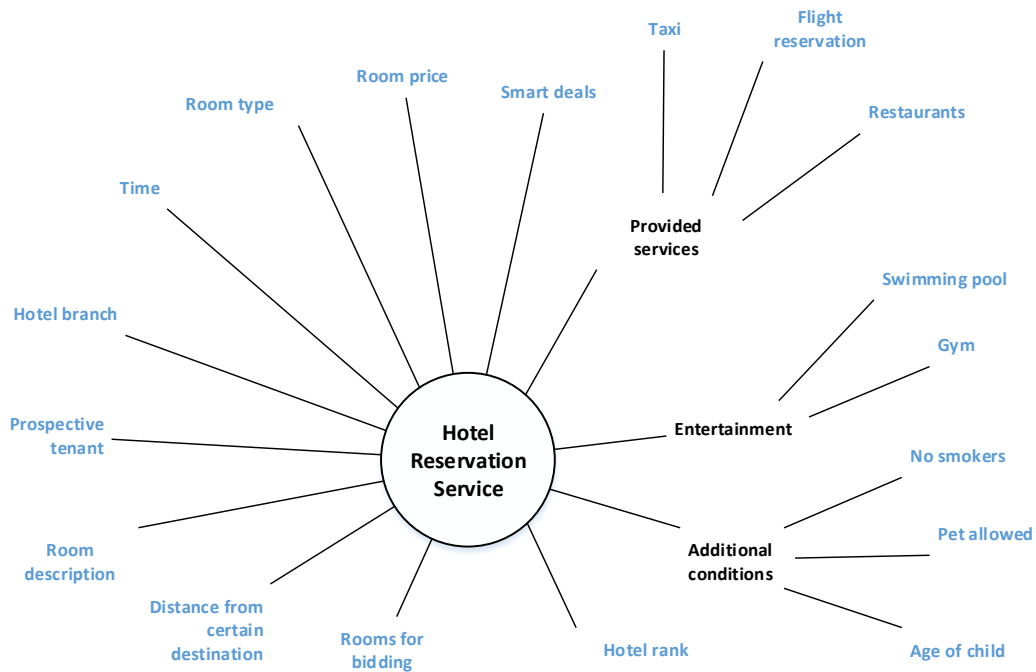 Taxi
Flight
reservation
Room price
Smart deals
Room type
Restaurants
Time
Provided
services
Swimming pool
Hotel branch
Gym
Prospective
tenant
Hotel
Reservation
Service
Entertainment
No smokers
Room
description
Additional
conditions
Pet allowed
Distance from
certain
destination
Rooms for
bidding
Hotel rank
Age of child